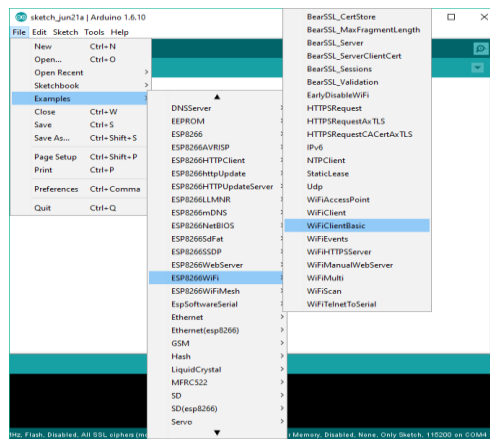 sketch_jun21a | Arduino 1.6.10
File Edit Sketch Tools Help
New Ctrl+N
Open... Ctrl+O
Open Recent
Sketchbook
Examples
Close Ctrl+W
Save Ctrl+S
Save As... Ctrl+Shift+S
Page Setup Ctrl+Shift+P
Print Ctrl+P
Preferences Ctrl+Comma
Quit Ctrl+Q
DNSServer
EEPROM
ESP8266
ESP8266AVRISP
ESP8266HTTPClient
ESP8266httpUpdate
ESP8266HTTPUpdateServer
ESP8266LLMNR
ESP8266mDNS
ESP8266NetBIOS
ESP8266SdFat
ESP8266SSDP
ESP8266WebServer
ESP8266WiFi
ESP8266WiFiMesh
EspSoftwareSerial
Ethernet
Ethernet(esp8266)
GSM
Hash
LiquidCrystal
MFRC522
SD
SD(esp8266)
Servo
BearSSL_CertStore
BearSSL_MaxFragmentLength
BearSSL_Server
BearSSL_ServerClientCert
BearSSL_Sessions
BearSSL_Validation
EarlyDisableWiFi
HTTPSRequest
HTTPSRequestAxTLS
HTTPSRequestCACertAxTLS
IPv6
NTPClient
StaticLease
Udp
WiFiAccessPoint
WiFiClient
WiFiClientBasic
WiFiEvents
WiFiHTTPSServer
WiFiManualWebServer
WiFiMulti
WiFiScan
WiFiTelnetToSerial
Flash, Disabled, All SSL ciphers (mo Memory, Disabled, None, Only Sketch, 115200 on COM4